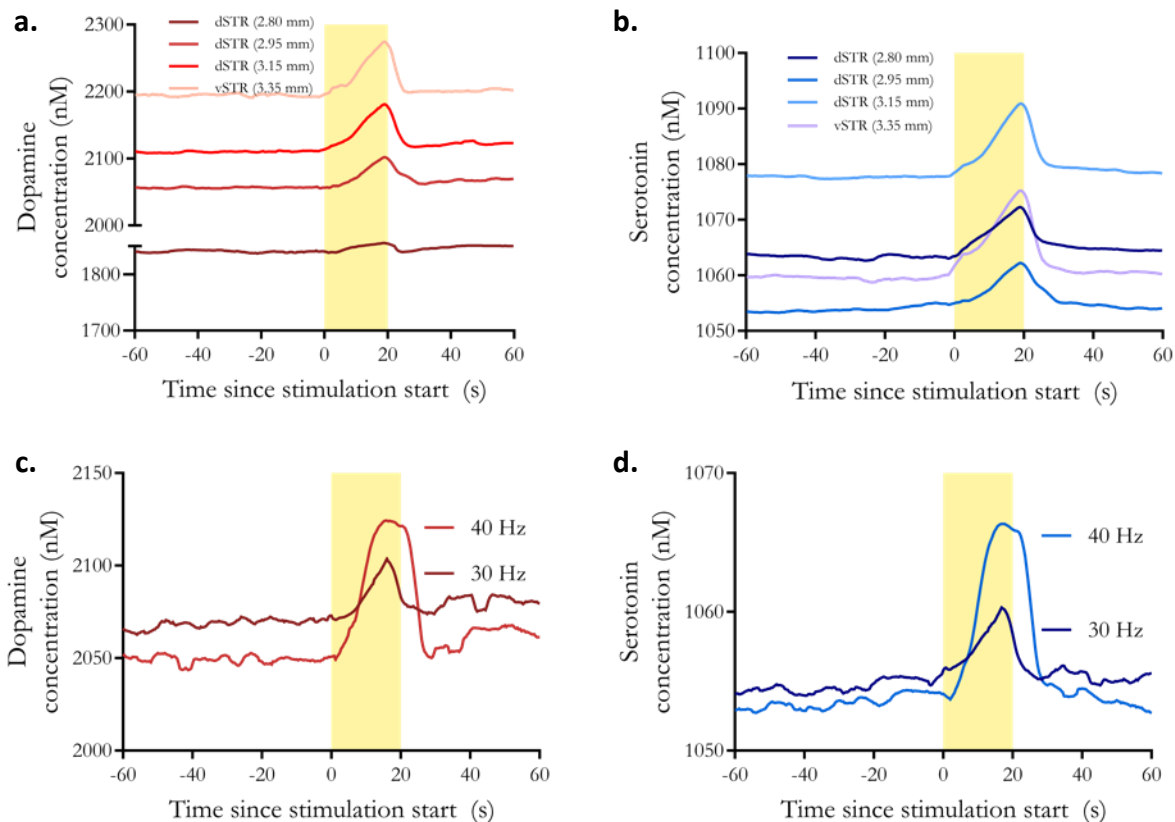 a.
dSTR (2.80 mm)
dSTR (2.95 mm)
dSTR (3.15 mm)
vSTR (3.35 mm)
2300
2200
2100
2000
1800
1700
Dopamine
concentration (nM)
-60
-40
-20
0
20
40
60
Time since stimulation start (s)
b.
dSTR (2.80 mm)
dSTR (2.95 mm)
dSTR (3.15 mm)
vSTR (3.35 mm)
1100
1090
1080
1070
1060
1050
Serotonin
concentration (nM)
-60
-40
-20
0
20
40
60
Time since stimulation start (s)
c.
2150
2100
2050
2000
Dopamine
concentration (nM)
40 Hz
30 Hz
-60
-40
-20
0
20
40
60
Time since stimulation start (s)
d.
1070
1060
1050
Serotonin
concentration (nM)
40 Hz
30 Hz
-60
-40
-20
0
20
40
60
Time since stimulation start (s)